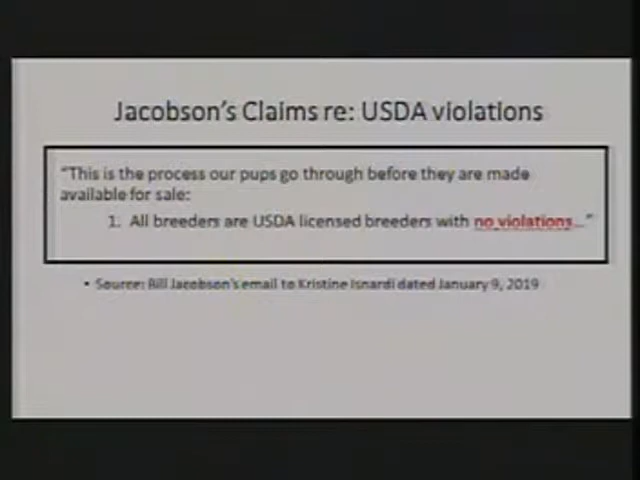 Jacobson's Claims re: USDA violations
"This is the process our pups go through before they are made
available for sale:
1. All breeders are USDA licensed breeders with no violations..."
• Source: Bill Jacobson's email to Kristine Isnardi dated January 9, 2019